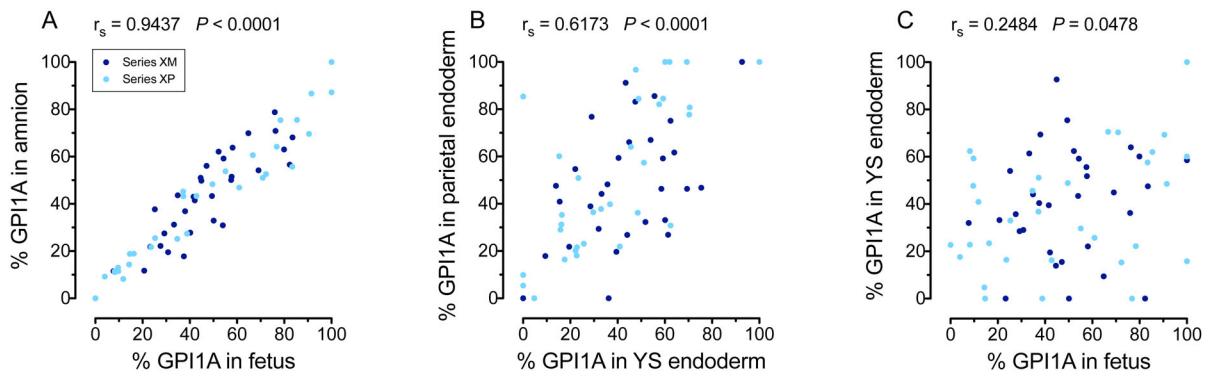 A
r_s = 0.9437 P < 0.0001
% GPI1A in amnion
100
80
60
40
20
0
Series XM
Series XP
0 20 40 60 80 100
% GPI1A in fetus
B
r_s = 0.6173 P < 0.0001
% GPI1A in parietal endoderm
100
80
60
40
20
0
0 20 40 60 80 100
% GPI1A in YS endoderm
C
r_s = 0.2484 P = 0.0478
% GPI1A in YS endoderm
100
80
60
40
20
0
0 20 40 60 80 100
% GPI1A in fetus